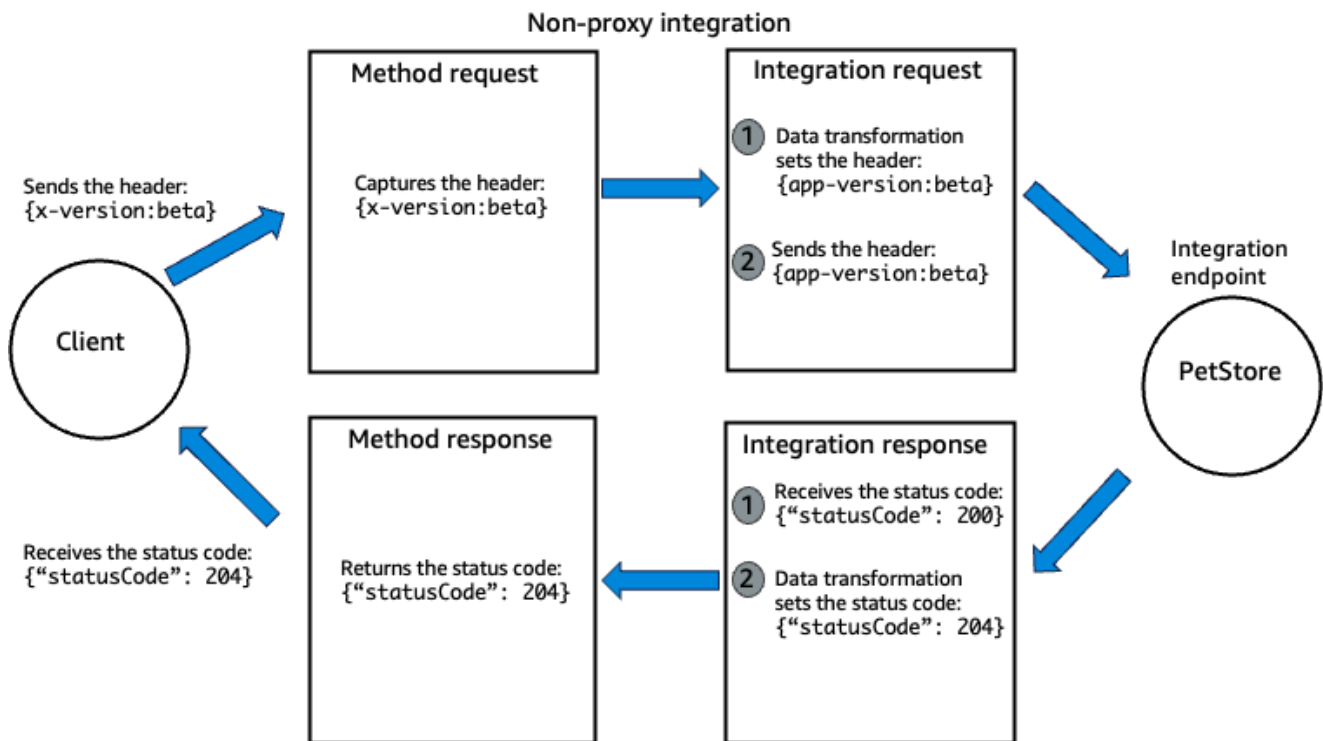 Non-proxy integration
Method request
Captures the header:
{x-version:beta}
Integration request
1 Data transformation
sets the header:
{app-version:beta}
2 Sends the header:
{app-version:beta}
Sends the header:
{x-version:beta}
Client
Integration
endpoint
PetStore
Integration response
1 Receives the status code:
{“statusCode”: 200}
2 Data transformation
sets the status code:
{“statusCode”: 204}
Method response
Returns the status code:
{“statusCode”: 204}
Receives the status code:
{“statusCode”: 204}